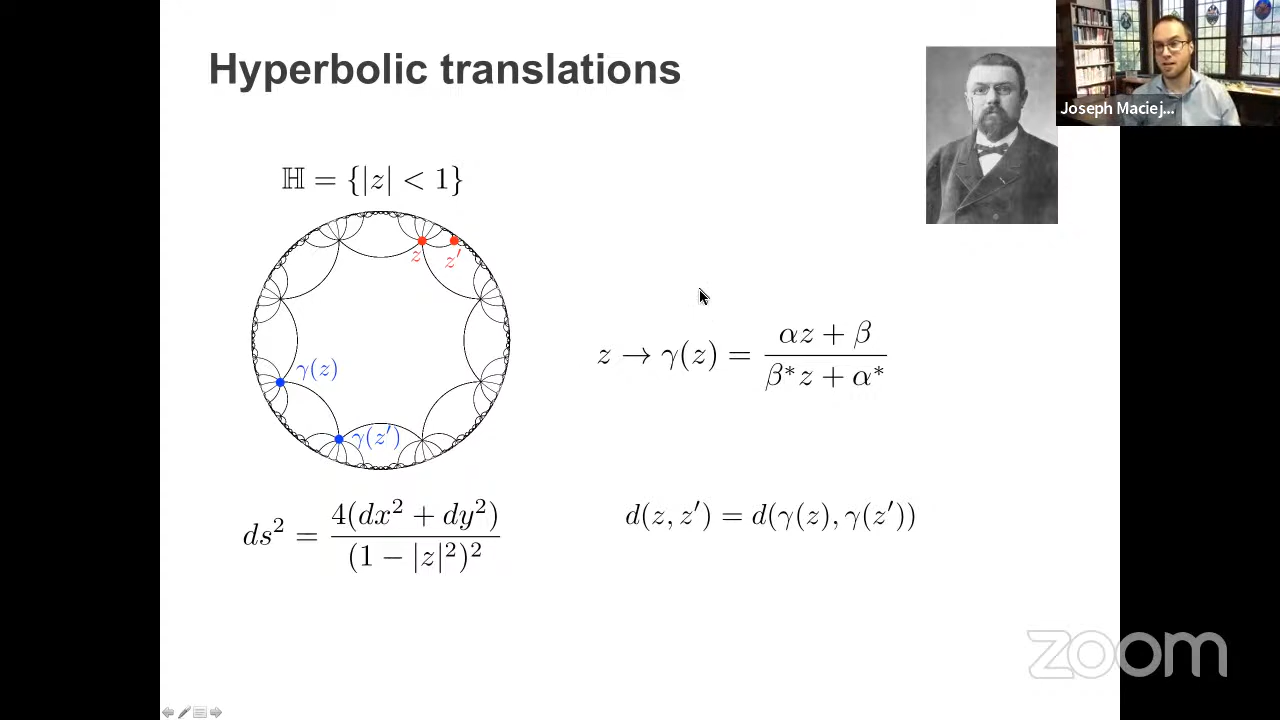 Hyperbolic translations
Joseph Maciej...
ℍ = {|z| < 1}
z
z′
γ(z)
γ(z′)
z → γ(z) = (αz + β) / (β*z + α*)
ds² = 4(dx² + dy²) / (1 − |z|²)²
d(z, z′) = d(γ(z), γ(z′))
zoom